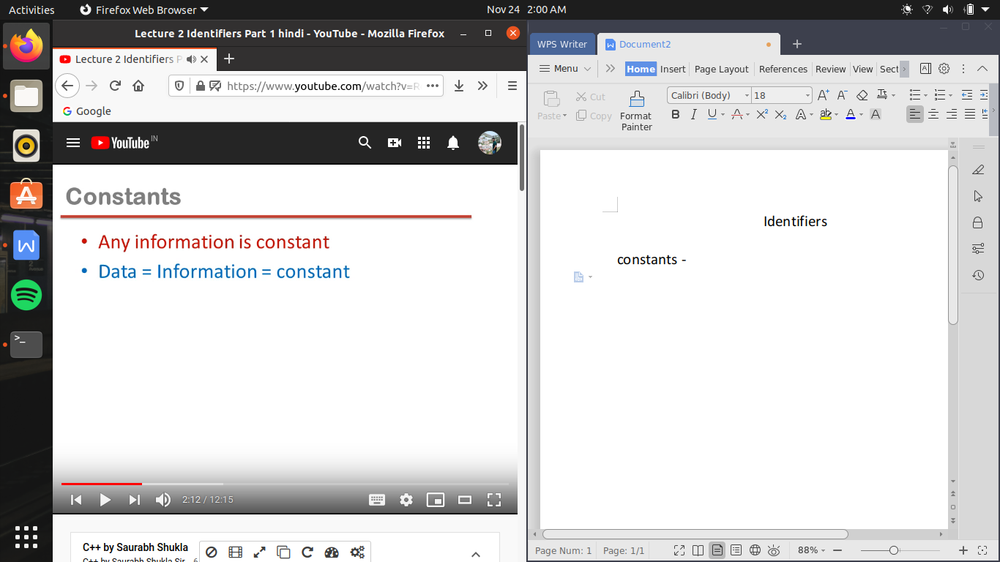 Activities Firefox Web Browser Nov 24 2:00 AM
Lecture 2 Identifiers Part 1 hindi - YouTube - Mozilla Firefox
Lecture 2 Identifiers P
https://www.youtube.com/watch?v=R
Google
YouTube IN
Constants
• Any information is constant
• Data = Information = constant
2:12 / 12:15
C++ by Saurabh Shukla
C++ by Saurabh Shukla Sir
WPS Writer Document2
Menu Home Insert Page Layout References Review View Sect
Paste Cut Copy Format Painter
Calibri (Body) 18
Identifiers
constants -
Page Num: 1 Page: 1/1 88%